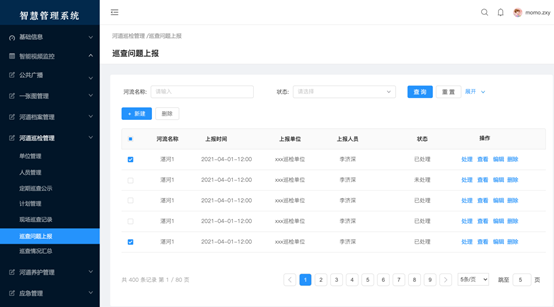 智慧管理系统
momo.zxy
基础信息
智能视频监控
公共广播
一张图管理
河道档案管理
河道巡检管理
单位管理
人员管理
定期巡查公示
计划管理
现场巡查记录
巡查问题上报
巡查情况汇总
河道养护管理
应急管理
河道巡检管理 /巡查问题上报
巡查问题上报
河流名称: 请输入 状态: 请选择 查 询 重 置 展开
+ 新建 删除
河流名称 上报时间 上报单位 上报人员 状态 操作
潇河1 2021-04-01-12:00 xxx巡检单位 李济深 已处理 处理 查看 编辑 删除
潇河1 2021-04-01-12:00 xxx巡检单位 李济深 未处理 处理 查看 编辑 删除
潇河1 2021-04-01-12:00 xxx巡检单位 李济深 已处理 处理 查看 编辑 删除
潇河1 2021-04-01-12:00 xxx巡检单位 李济深 已处理 处理 查看 编辑 删除
潇河1 2021-04-01-12:00 xxx巡检单位 李济深 已处理 处理 查看 编辑 删除
共 400 条记录 第 1 / 80 页 1 2 3 4 5 6 7 8 9 5条/页 跳至 5 页